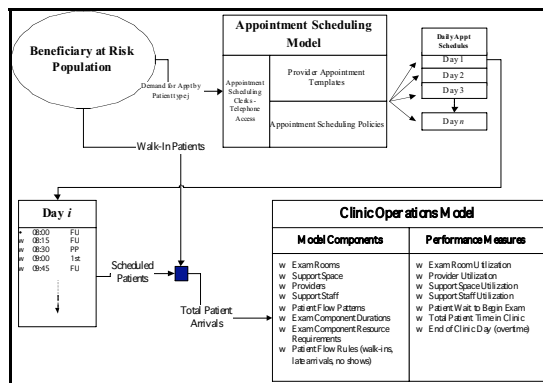 Beneficiary at Risk
Population
Demand for Appt by
Patient type j
Appointment Scheduling
Model
Appointment
Scheduling
Clerks -
Telephone
Access
Provider Appointment
Templates
Appointment Scheduling Policies
Daily Appt
Schedules
Day 1
Day 2
Day 3
Day n
Walk-In Patients
Day i
• 08:00 FU
w 08:15 FU
w 08:30 PP
w 09:00 1st
w 09:45 FU
Scheduled
Patients
Total Patient
Arrivals
Clinic Operations Model
Model Components
w Exam Rooms
w Support Space
w Providers
w Support Staff
w Patient Flow Patterns
w Exam Component Durations
w Exam Component Resource
Requirements
w Patient Flow Rules (walk-ins,
late arrivals, no shows)
Performance Measures
w Exam Room Utilization
w Provider Utilization
w Support Space Utilization
w Support Staff Utilization
w Patient Wait to Begin Exam
w Total Patient Time in Clinic
w End of Clinic Day (overtime)